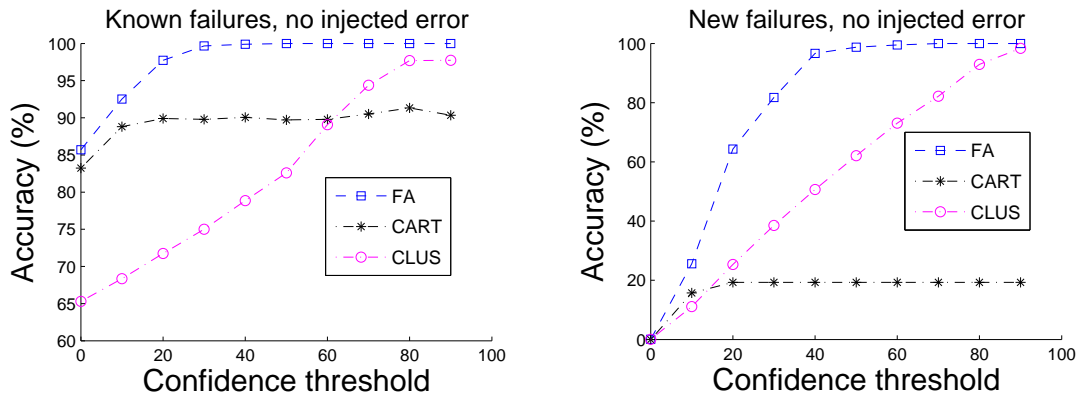 Known failures, no injected error
Accuracy (%)
100
95
90
85
80
75
70
65
60
0
20
40
60
80
100
Confidence threshold
FA
CART
CLUS
New failures, no injected error
Accuracy (%)
100
80
60
40
20
0
0
20
40
60
80
100
Confidence threshold
FA
CART
CLUS